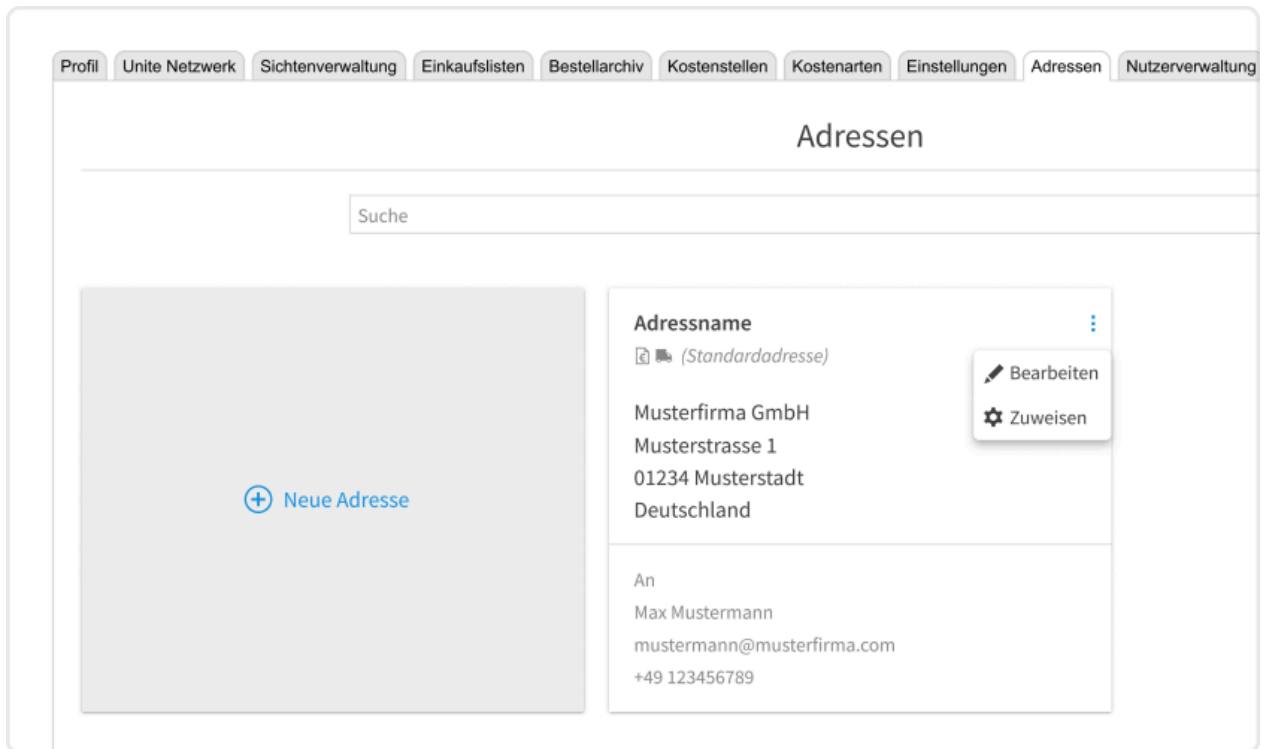 Profil Unite Netzwerk Sichtenverwaltung Einkaufslisten Bestellarchiv Kostenstellen Kostenarten Einstellungen Adressen Nutzerverwaltung
Adressen
Suche
Neue Adresse
Adressname
(Standardadresse)
Bearbeiten
Zuweisen
Musterfirma GmbH
Musterstrasse 1
01234 Musterstadt
Deutschland
An
Max Mustermann
mustermann@musterfirma.com
+49 123456789